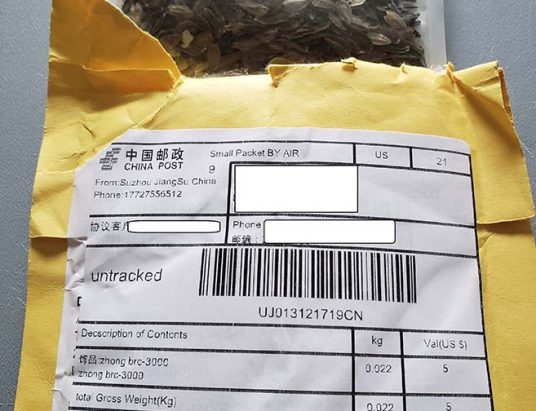 中国邮政
CHINA POST
Small Packet BY AIR
US
21
9
From:Suzhou JiangSu China
Phone:17727556512
协议客户
Phone
邮编:
untracked
UJ013121719CN
Decscription of Contents
kg
Val(US $)
饰品:zhong brc-3000
zhong brc-3000
0.022
5
total Gross Weight(Kg)
0.022
5